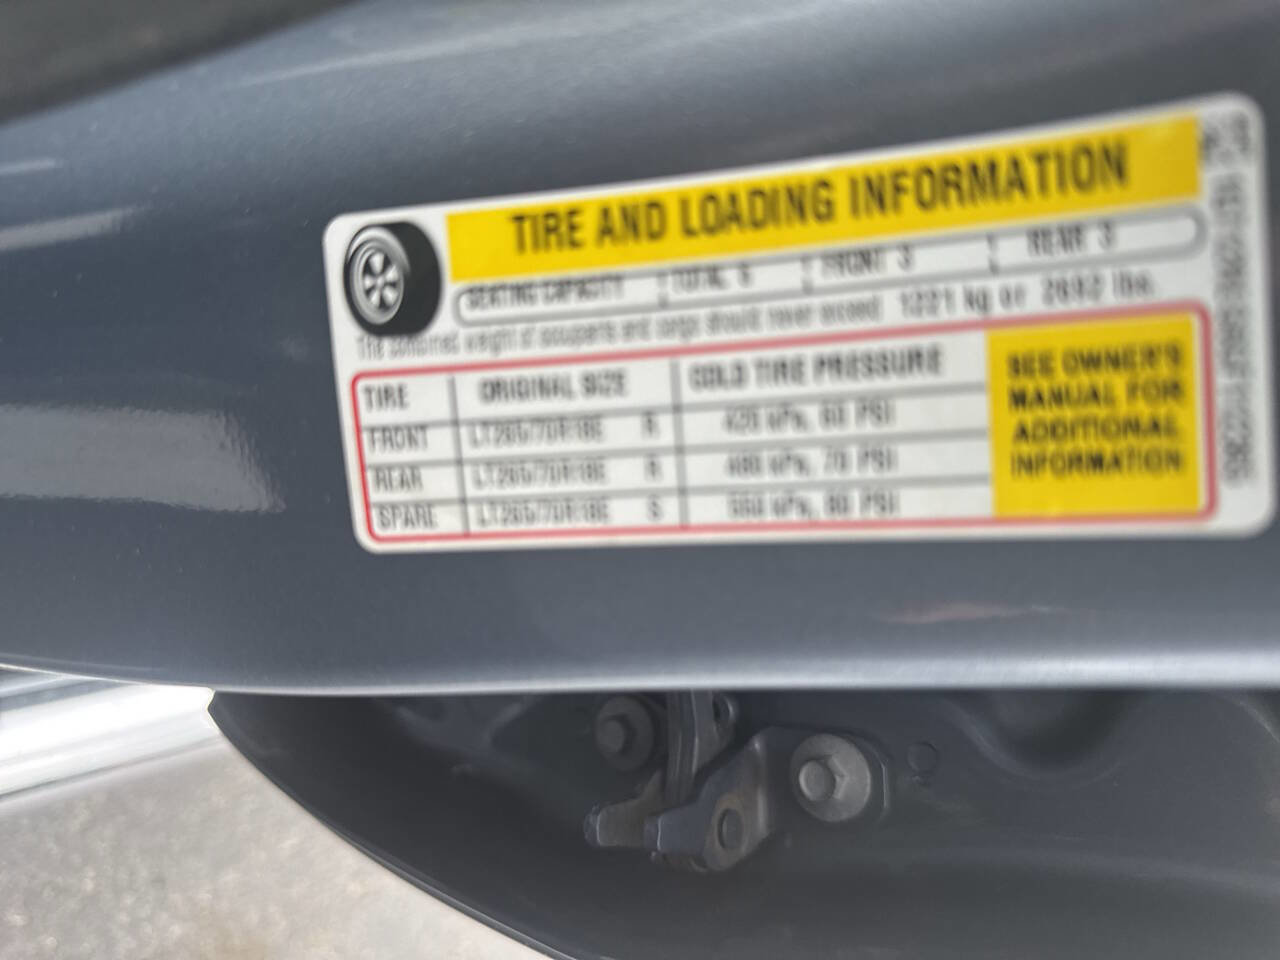 TIRE AND LOADING INFORMATION
SEATING CAPACITY TOTAL 6 FRONT 3 REAR 3
The combined weight of occupants and cargo should never exceed 1221 kg or 2692 lbs.
TIRE ORIGINAL SIZE COLD TIRE PRESSURE
FRONT R 60 PSI
REAR R 70 PSI
SPARE S 80 PSI
SEE OWNER'S
MANUAL FOR
ADDITIONAL
INFORMATION